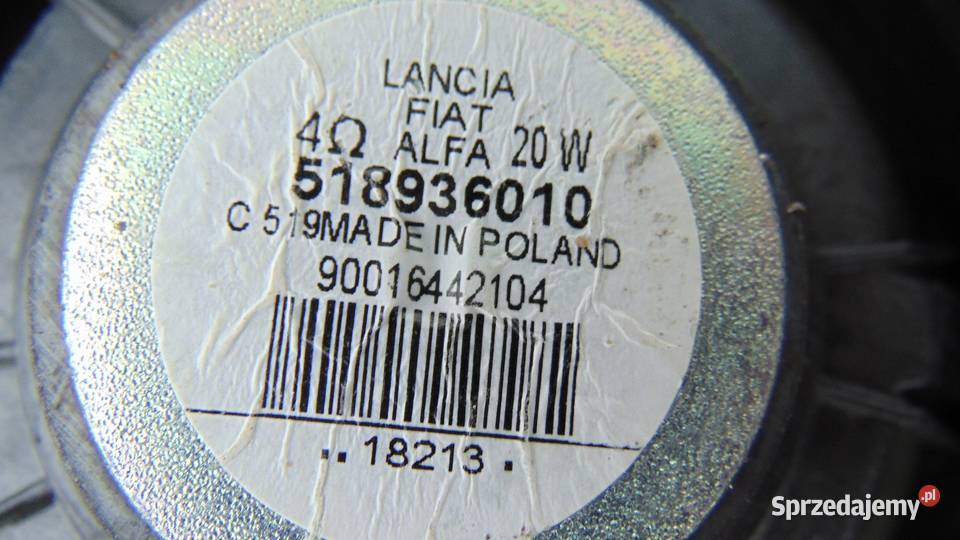 LANCIA
FIAT
4Ω ALFA 20 W
518936010
C 519MADE IN POLAND
90016442104
..18213.
Sprzedajemy.pl